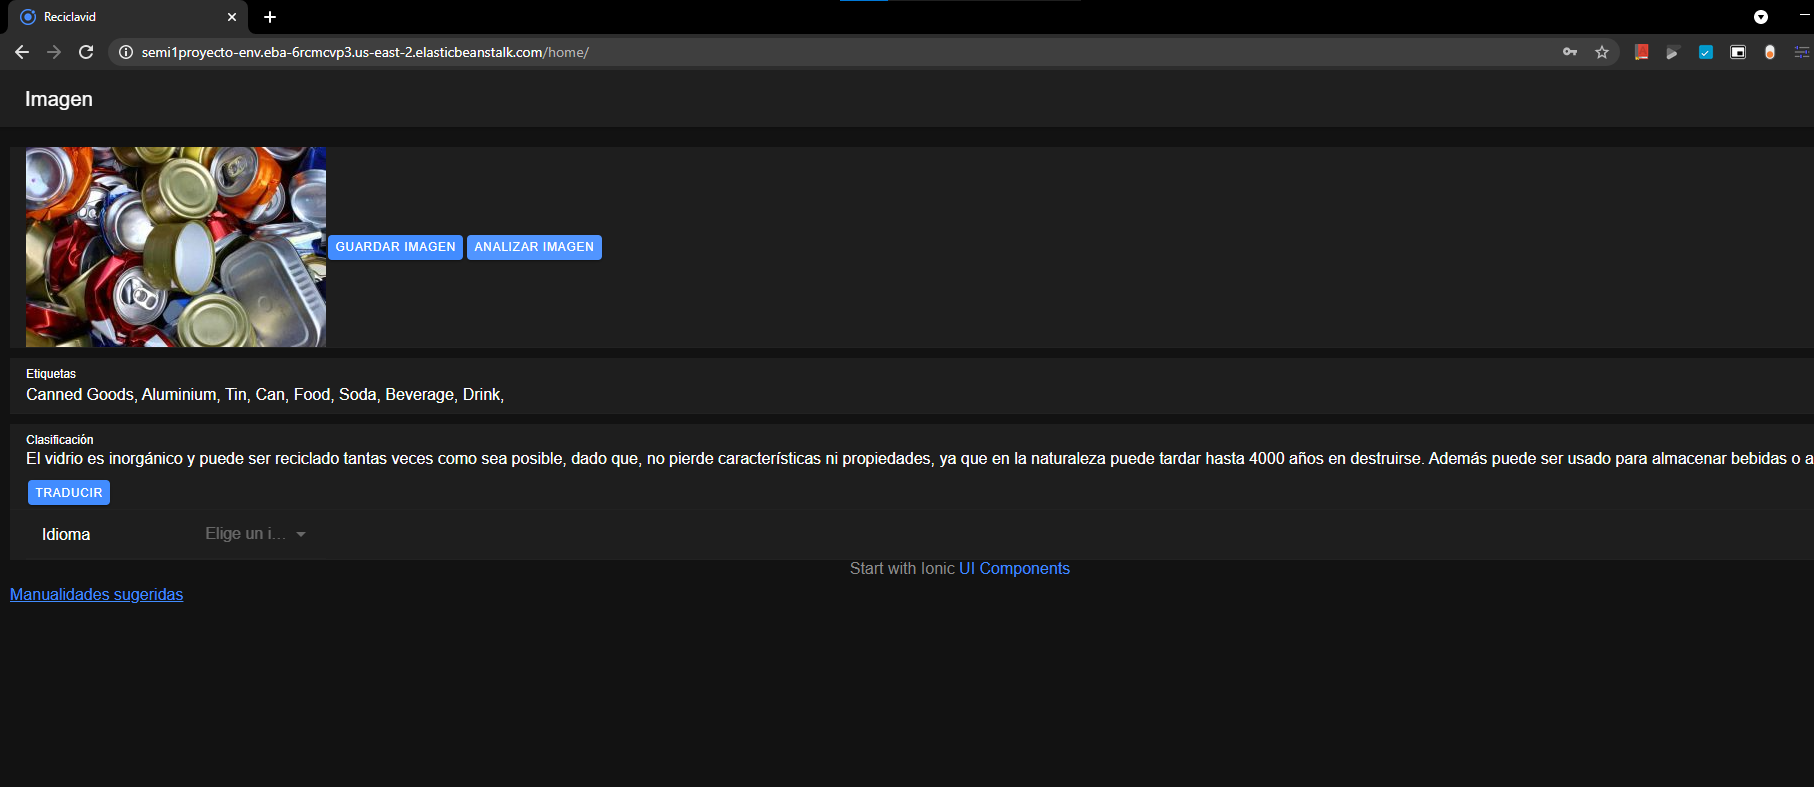 Reciclavid
semi1proyecto-env.eba-6rcmcvp3.us-east-2.elasticbeanstalk.com/home/
Imagen
GUARDAR IMAGEN ANALIZAR IMAGEN
Etiquetas
Canned Goods, Aluminium, Tin, Can, Food, Soda, Beverage, Drink,
Clasificación
El vidrio es inorgánico y puede ser reciclado tantas veces como sea posible, dado que, no pierde características ni propiedades, ya que en la naturaleza puede tardar hasta 4000 años en destruirse. Además puede ser usado para almacenar bebidas o a
TRADUCIR
Idioma Elige un i...
Start with Ionic UI Components
Manualidades sugeridas